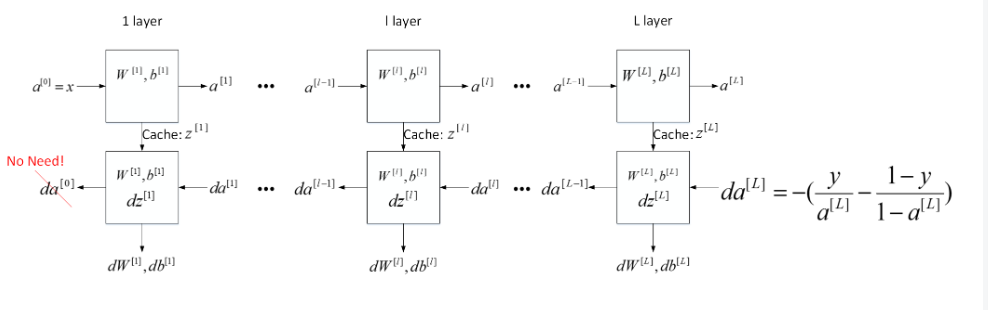 1 layer l layer L layer
W^{[1]}, b^{[1]} W^{[l]}, b^{[l]} W^{[L]}, b^{[L]}
a^{[0]} = x a^{[1]} ••• a^{[l-1]} a^{[l]} ••• a^{[L-1]} a^{[L]}
Cache: z^{[1]} Cache: z^{[l]} Cache: z^{[L]}
No Need!
W^{[1]}, b^{[1]} W^{[l]}, b^{[l]} W^{[L]}, b^{[L]}
da^{[0]} dz^{[1]} da^{[1]} ••• da^{[l-1]} dz^{[l]} da^{[l]} ••• da^{[L-1]} dz^{[L]} da^{[L]} = -(\frac{y}{a^{[L]}} - \frac{1-y}{1-a^{[L]}})
dW^{[1]}, db^{[1]} dW^{[l]}, db^{[l]} dW^{[L]}, db^{[L]}